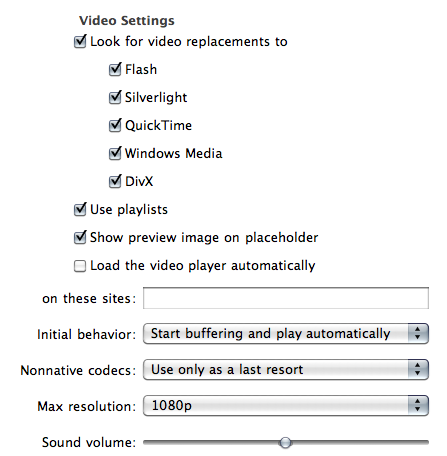 Video Settings
Look for video replacements to
Flash
Silverlight
QuickTime
Windows Media
DivX
Use playlists
Show preview image on placeholder
Load the video player automatically
on these sites:
Initial behavior: Start buffering and play automatically
Nonnative codecs: Use only as a last resort
Max resolution: 1080p
Sound volume: